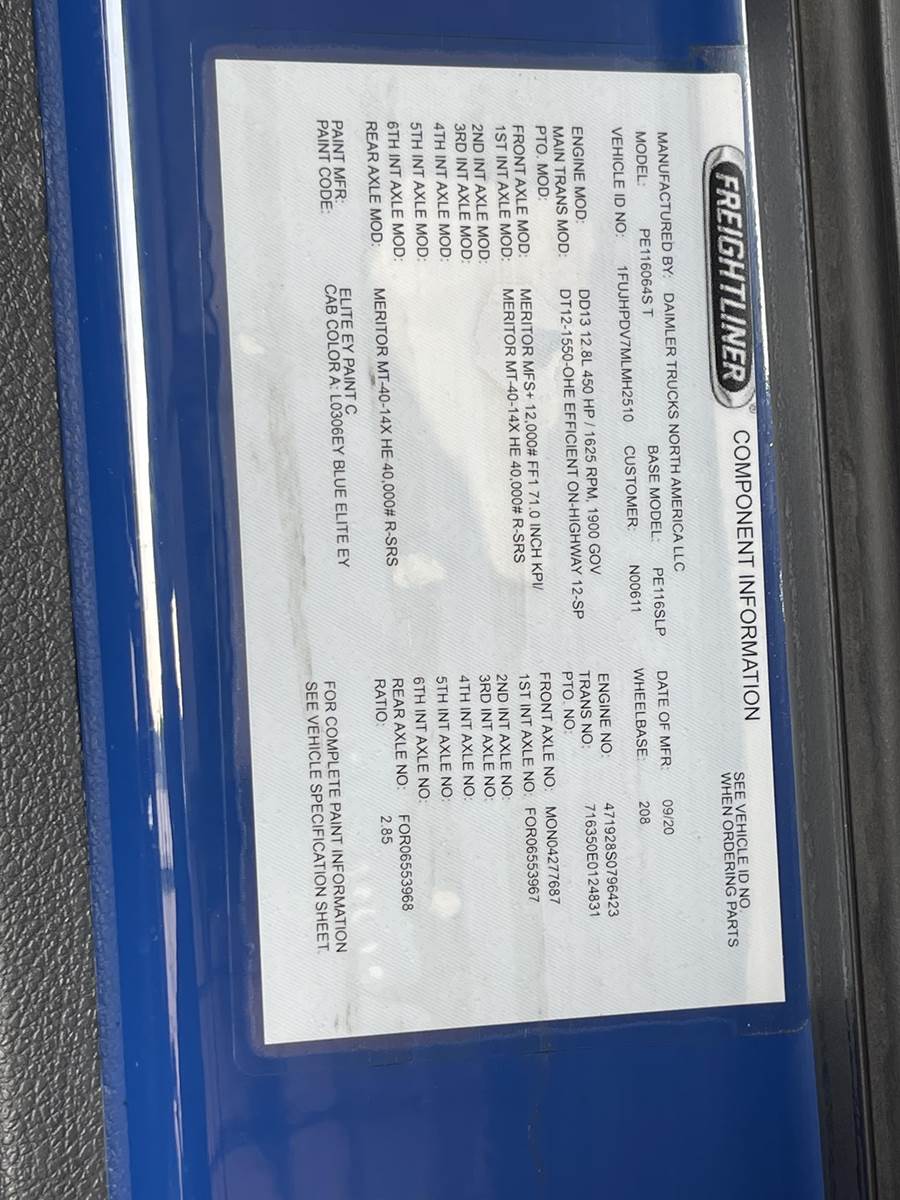 FREIGHTLINER® COMPONENT INFORMATION
SEE VEHICLE ID NO.
WHEN ORDERING PARTS
MANUFACTURED BY: DAIMLER TRUCKS NORTH AMERICA LLC DATE OF MFR: 09/20
MODEL: PE116064S T BASE MODEL: PE116SLP WHEELBASE: 208
VEHICLE ID NO.: 1FUJHPDV7MLMH2510 CUSTOMER: N00611
ENGINE MOD: DD13 12.8L 450 HP / 1625 RPM, 1900 GOV ENGINE NO.: 471928S0796423
MAIN TRANS MOD: DT12-1550-OHE EFFICIENT ON-HIGHWAY 12-SP TRANS NO.: 716350E0124831
PTO. MOD: PTO. NO:
FRONT AXLE MOD: MERITOR MFS+ 12,000# FF1 71.0 INCH KPI/ FRONT AXLE NO: MON04277687
1ST INT AXLE MOD: MERITOR MT-40-14X HE 40,000# R-SRS 1ST INT AXLE NO: FOR06553967
2ND INT AXLE MOD: 2ND INT AXLE NO:
3RD INT AXLE MOD: 3RD INT AXLE NO:
4TH INT AXLE MOD: 4TH INT AXLE NO:
5TH INT AXLE MOD: 5TH INT AXLE NO:
6TH INT AXLE MOD: 6TH INT AXLE NO:
REAR AXLE MOD: MERITOR MT-40-14X HE 40,000# R-SRS REAR AXLE NO: FOR06553968
RATIO: 2.85
PAINT MFR: ELITE EY PAINT C FOR COMPLETE PAINT INFORMATION
PAINT CODE: CAB COLOR A: L0306EY BLUE ELITE EY SEE VEHICLE SPECIFICATION SHEET.